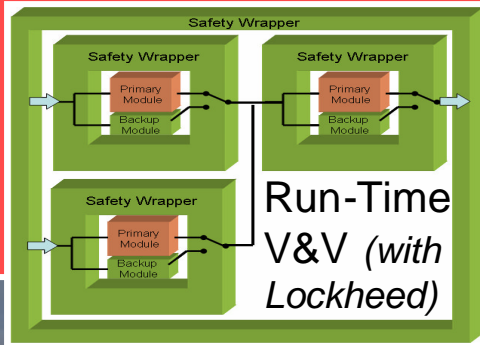 Safety Wrapper
Safety Wrapper
Primary
Module
Backup
Module
Safety Wrapper
Primary
Module
Backup
Module
Safety Wrapper
Primary
Module
Backup
Module
Run-Time
V&V (with
Lockheed)